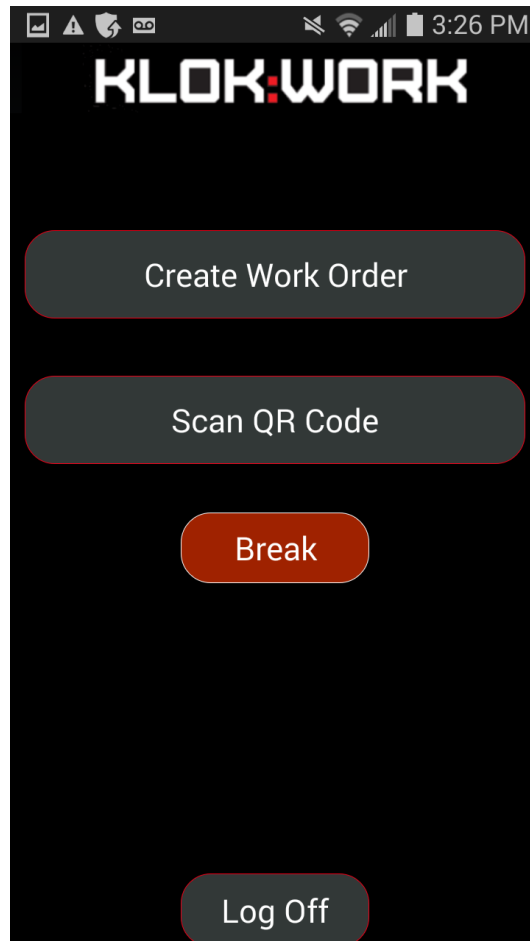 3:26 PM
KLOK:WORK
Create Work Order
Scan QR Code
Break
Log Off